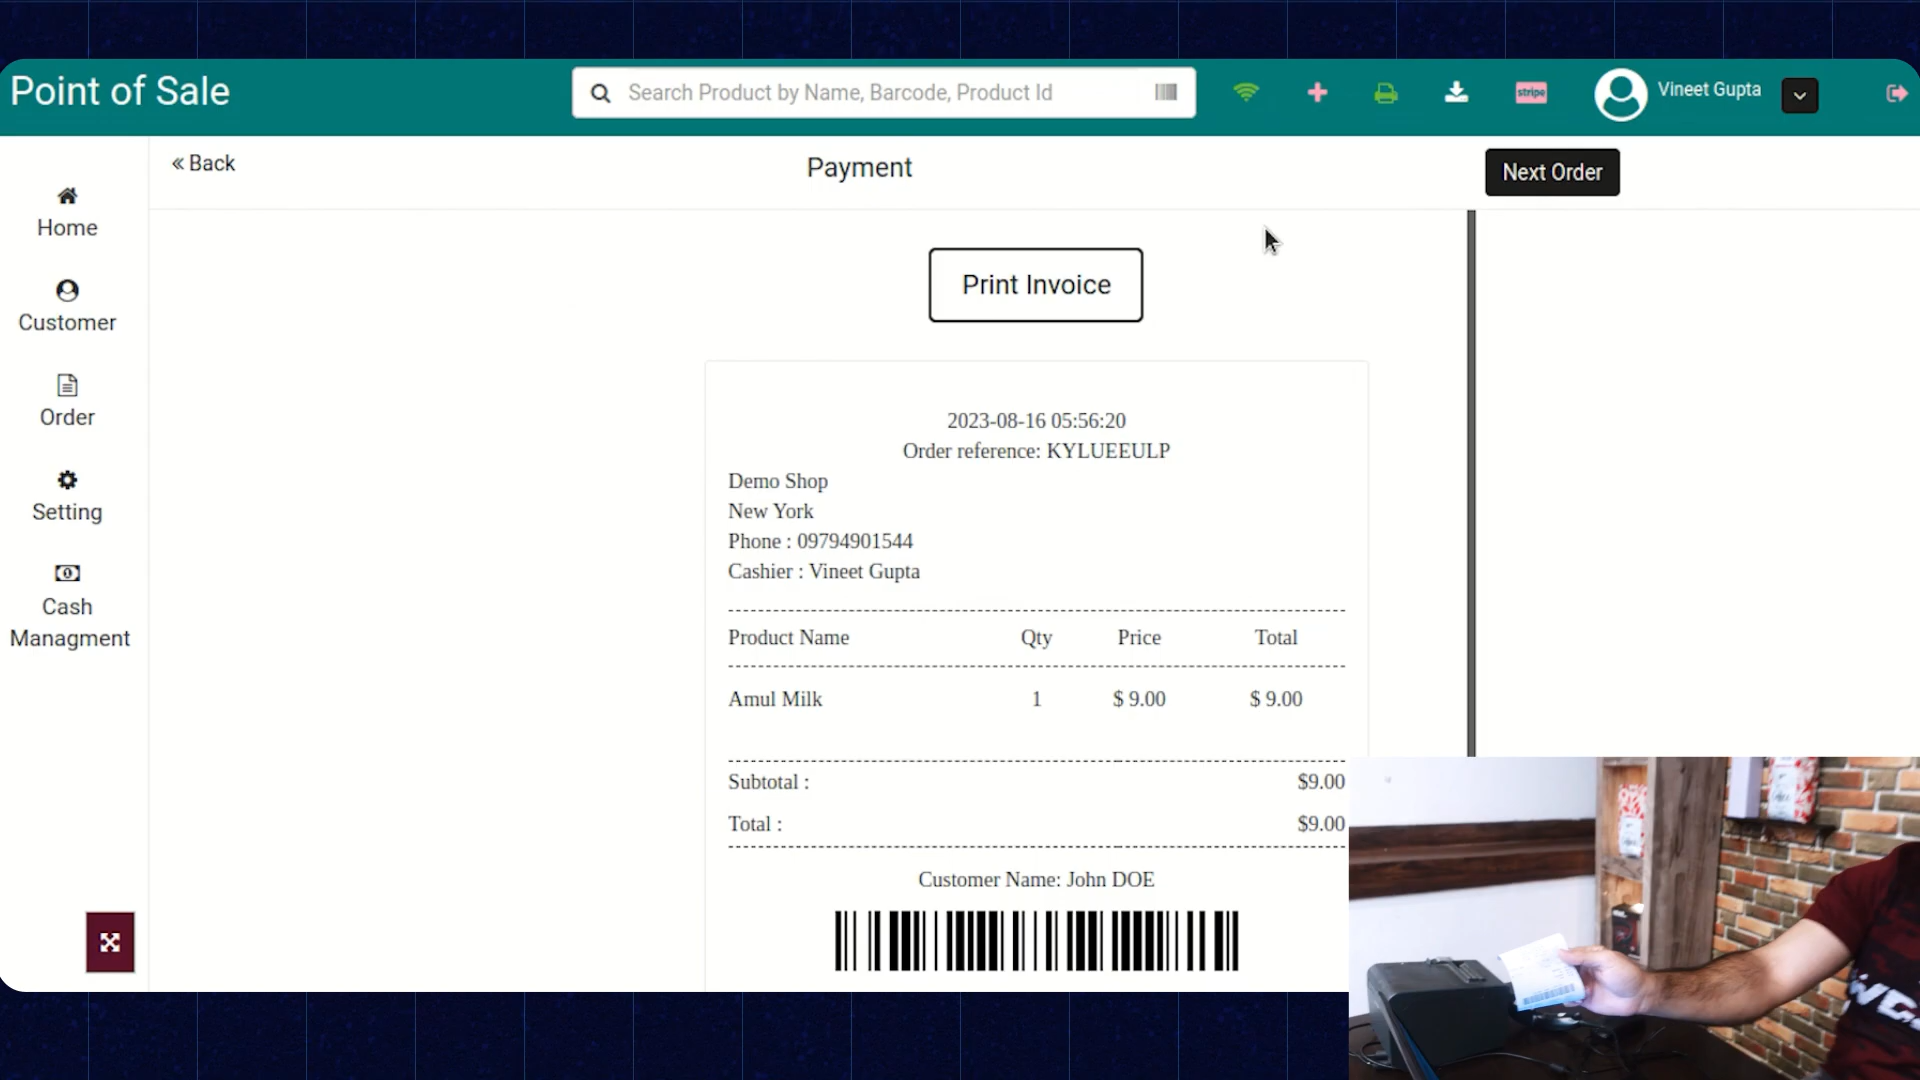 Point of Sale
Search Product by Name, Barcode, Product Id
stripe
Vineet Gupta
« Back
Payment
Next Order
Home
Customer
Order
Setting
Cash
Managment
Print Invoice
2023-08-16 05:56:20
Order reference: KYLUEEULP
Demo Shop
New York
Phone : 09794901544
Cashier : Vineet Gupta
Product Name Qty Price Total
Amul Milk 1 $ 9.00 $ 9.00
Subtotal : $9.00
Total : $9.00
Customer Name: John DOE